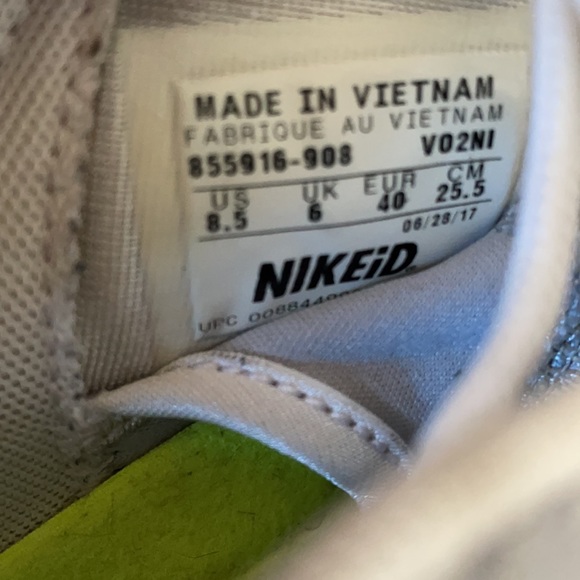 MADE IN VIETNAM
FABRIQUE AU VIETNAM
855916-908 VO2NI
US UK EUR CM
8.5 6 40 25.5
06/28/17
NIKEiD.
UPC